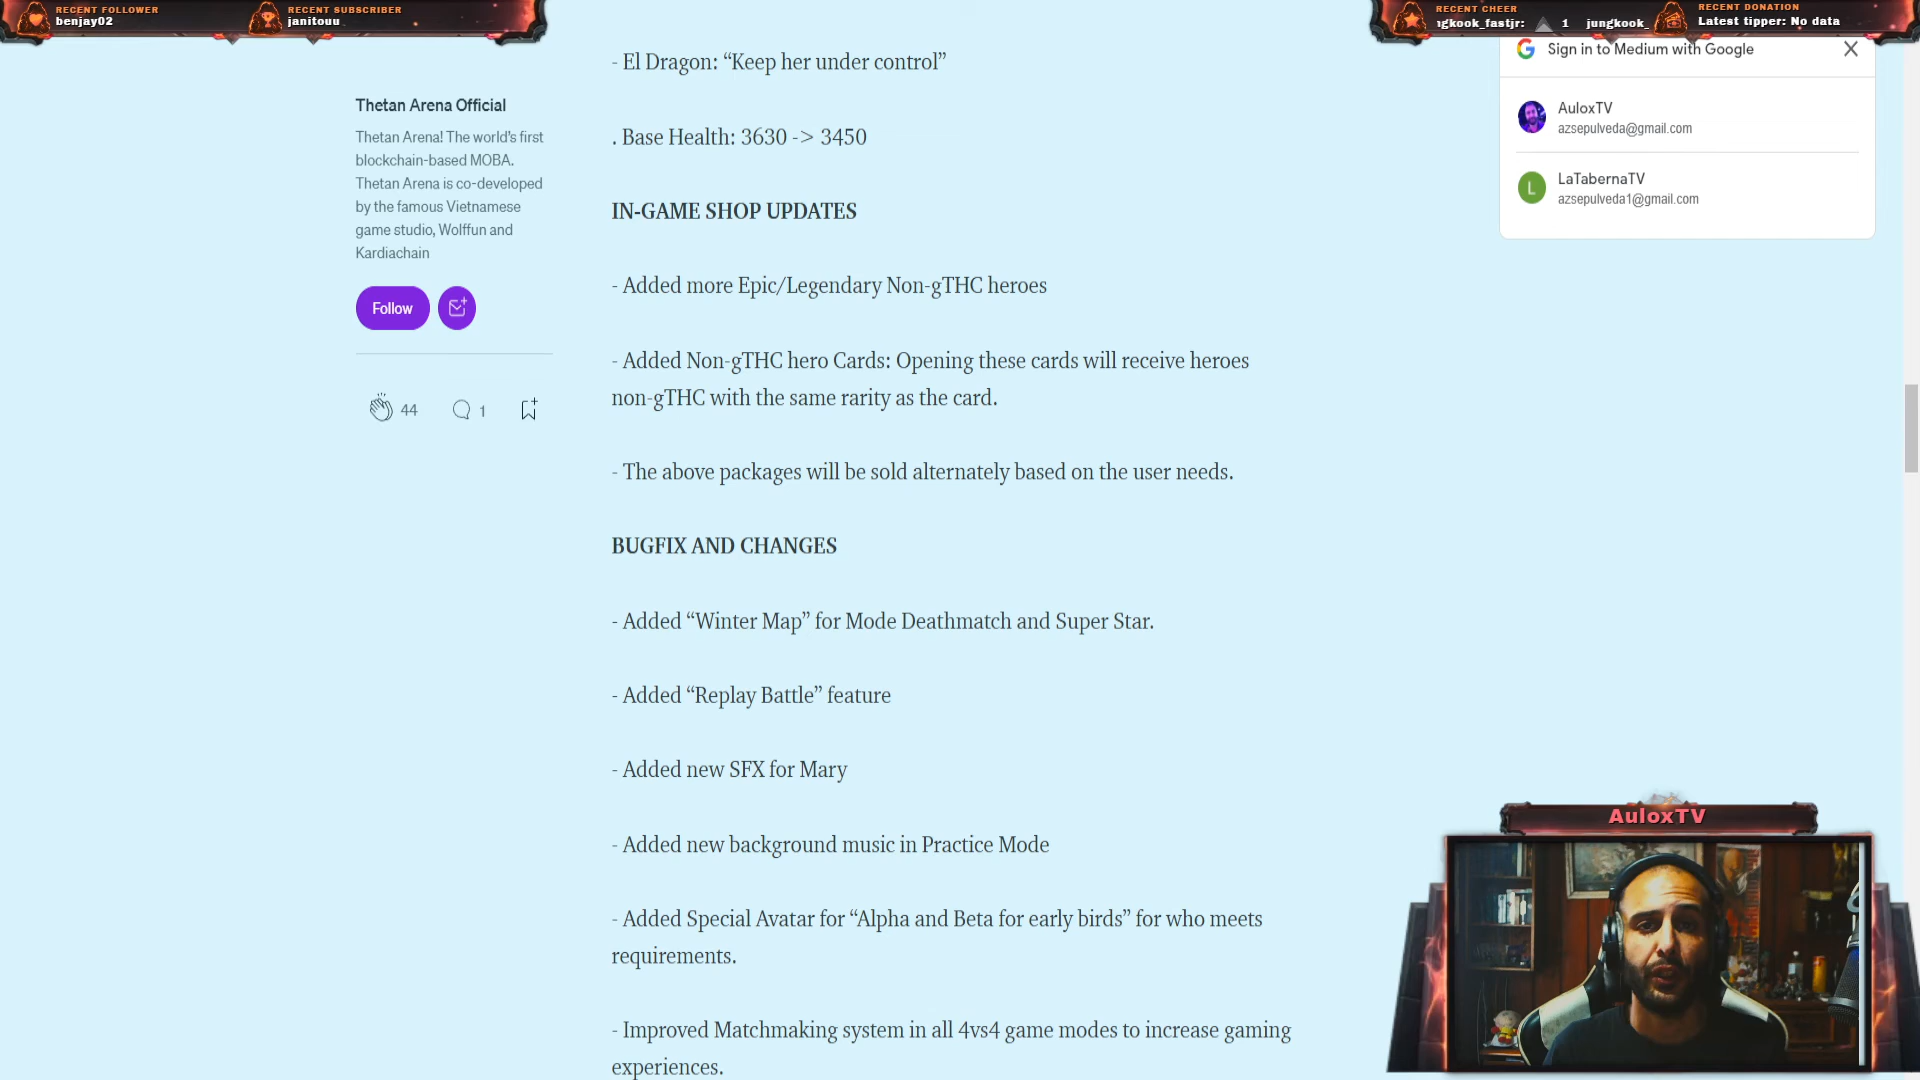 RECENT FOLLOWER
benjay02
RECENT SUBSCRIBER
janitouu
RECENT CHEER
ngkook_fastjr: 1 jungkook_
RECENT DONATION
Latest tipper: No data
- El Dragon: “Keep her under control”
. Base Health: 3630 -> 3450
IN-GAME SHOP UPDATES
- Added more Epic/Legendary Non-gTHC heroes
- Added Non-gTHC hero Cards: Opening these cards will receive heroes
non-gTHC with the same rarity as the card.
- The above packages will be sold alternately based on the user needs.
BUGFIX AND CHANGES
- Added “Winter Map” for Mode Deathmatch and Super Star.
- Added “Replay Battle” feature
- Added new SFX for Mary
- Added new background music in Practice Mode
- Added Special Avatar for “Alpha and Beta for early birds” for who meets
requirements.
- Improved Matchmaking system in all 4vs4 game modes to increase gaming
experiences.
Thetan Arena Official
Thetan Arena! The world's first
blockchain-based MOBA.
Thetan Arena is co-developed
by the famous Vietnamese
game studio, Wolffun and
Kardiachain
Follow
44
1
Sign in to Medium with Google
AuloxTV
azsepulveda@gmail.com
L
LaTabernaTV
azsepulveda1@gmail.com
AuloxTV